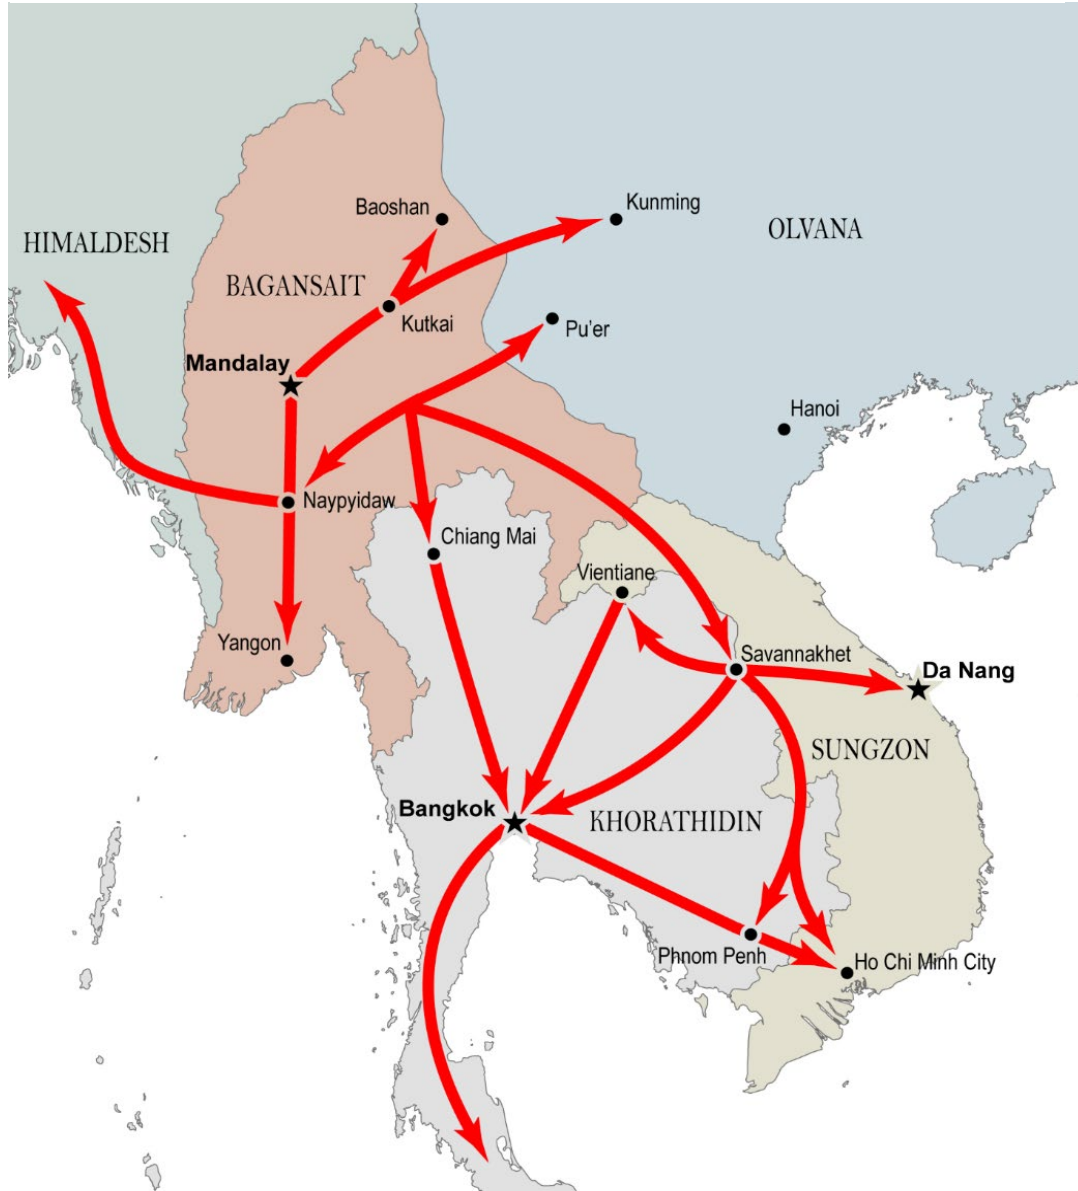 Baoshan
Kunming
HIMALDESH
OLVANA
BAGANSAIT
Kutkai
Pu'er
Mandalay
Hanoi
Naypyidaw
Chiang Mai
Vientiane
Yangon
Savannakhet
Da Nang
SUNGZON
Bangkok
KHORATHIDIN
Phnom Penh
Ho Chi Minh City